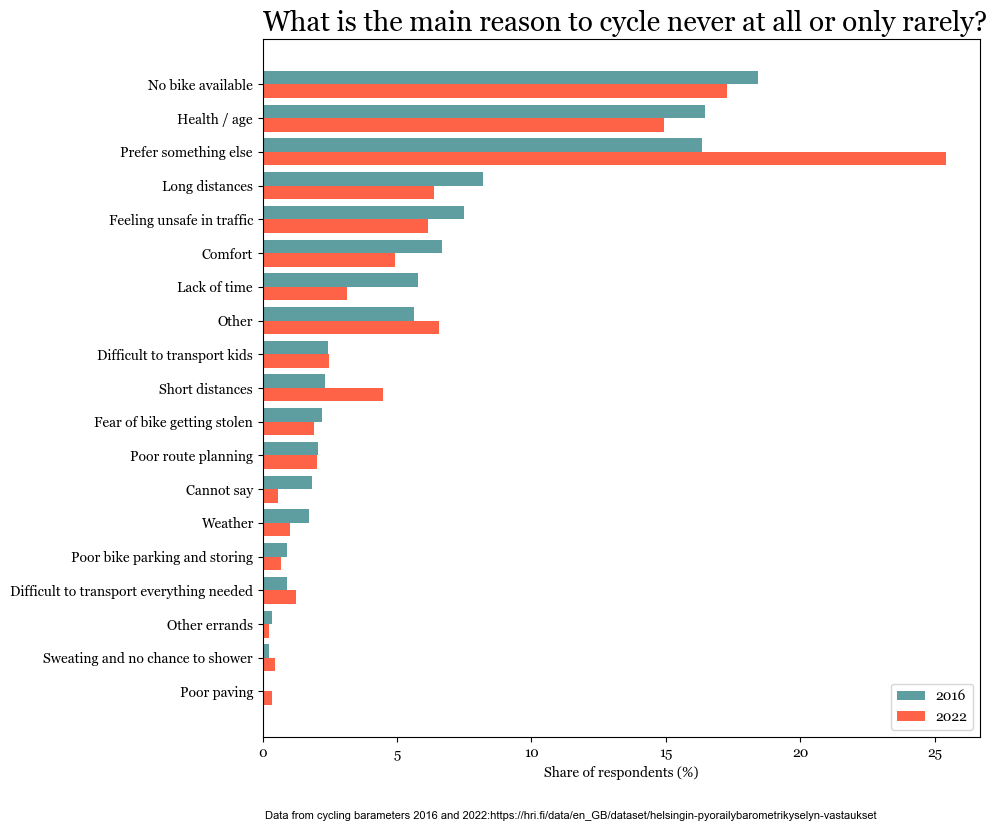 What is the main reason to cycle never at all or only rarely?
No bike available
Health / age
Prefer something else
Long distances
Feeling unsafe in traffic
Comfort
Lack of time
Other
Difficult to transport kids
Short distances
Fear of bike getting stolen
Poor route planning
Cannot say
Weather
Poor bike parking and storing
Difficult to transport everything needed
Other errands
Sweating and no chance to shower
Poor paving
2016
2022
0 5 10 15 20 25
Share of respondents (%)
Data from cycling barameters 2016 and 2022:https://hri.fi/data/en_GB/dataset/helsingin-pyorailybarometrikyselyn-vastaukset